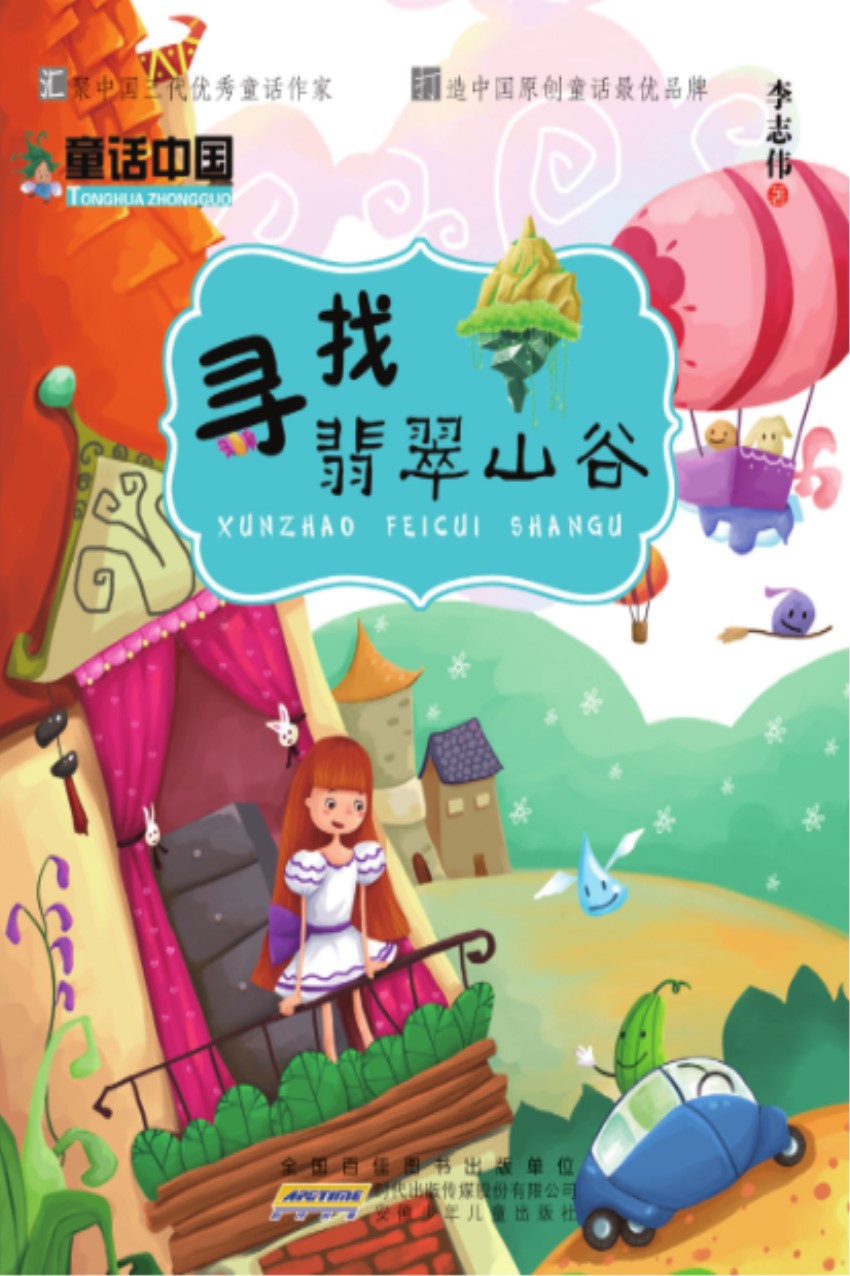 汇聚中国三代优秀童话作家
打造中国原创童话最优品牌
李志伟 著
童话中国
TONGHUA ZHONGGUO
寻找
翡翠山谷
XUNZHAO FEICUI SHANGU
全国百佳图书出版单位
ARCTIME 时代出版传媒股份有限公司
安徽少年儿童出版社